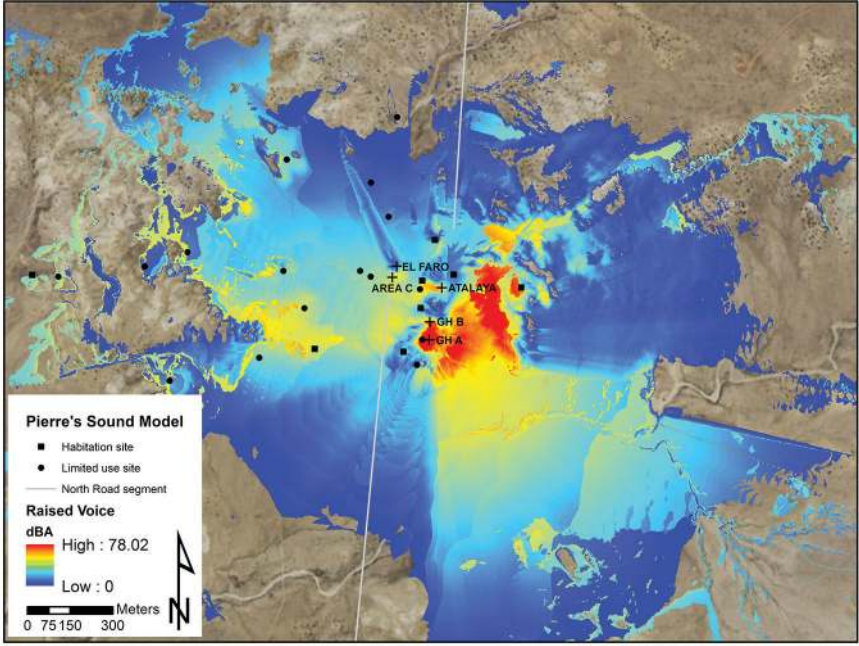 EL FARO
AREA C
ATALAYA
GH B
GH A
Pierre's Sound Model
Habitation site
Limited use site
North Road segment
Raised Voice
dBA
High : 78.02
Low : 0
Meters
0 75 150 300
N